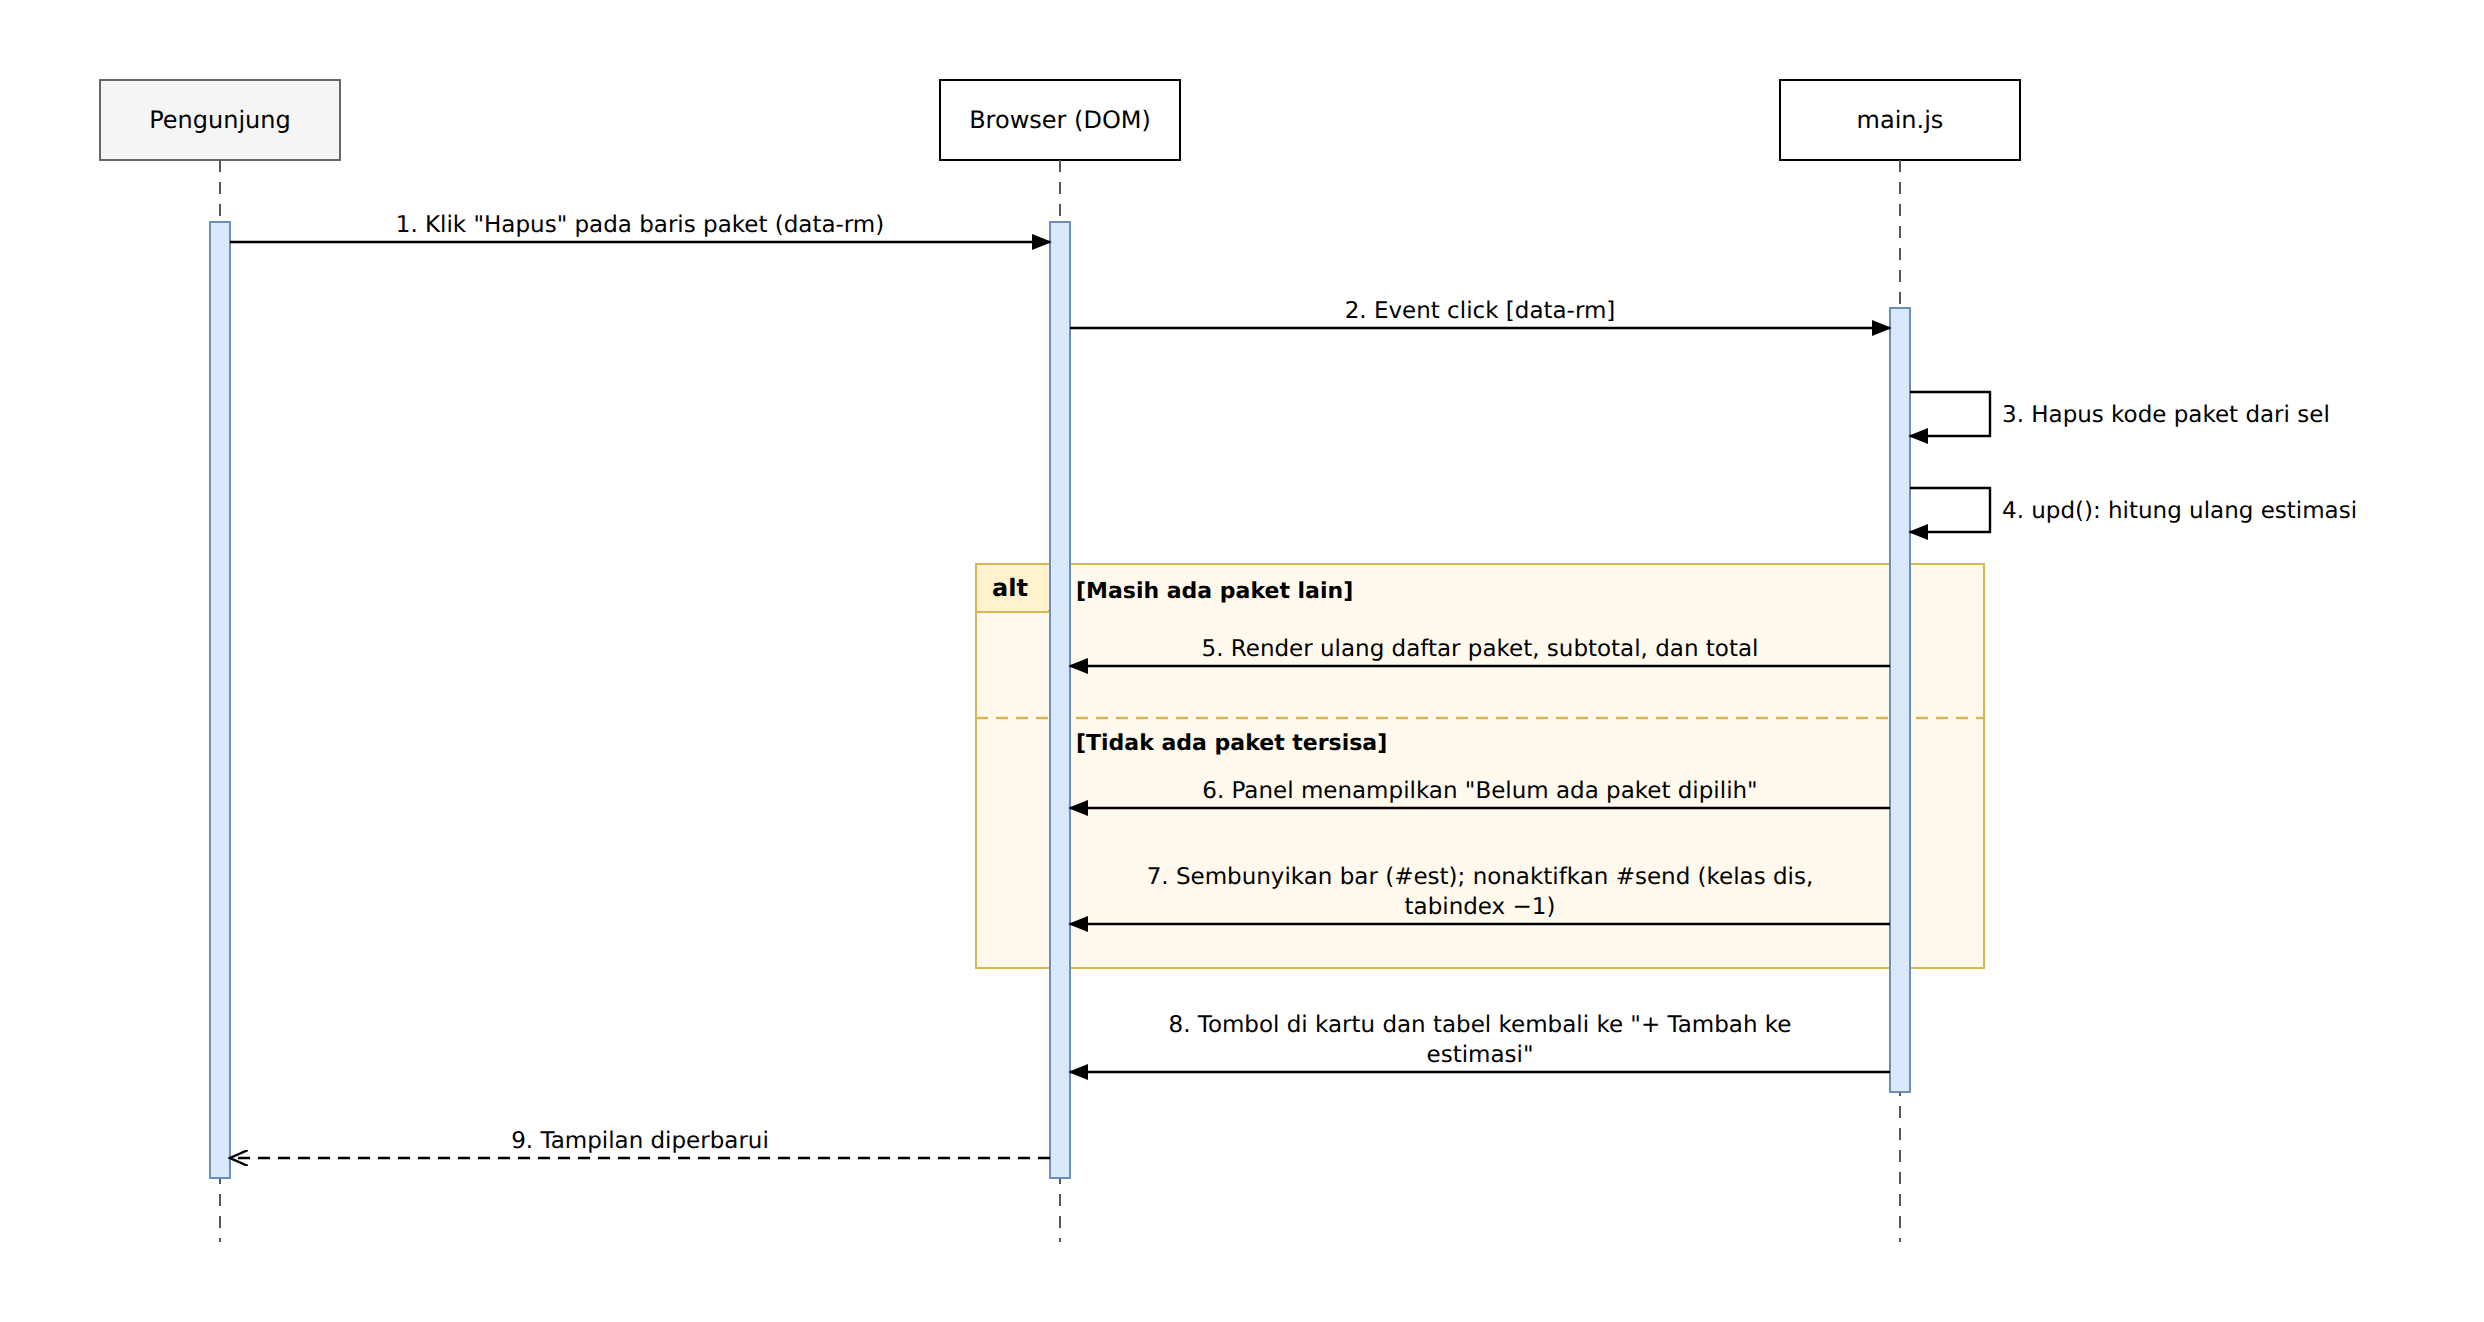 Pengunjung
Browser (DOM)
main.js
1. Klik "Hapus" pada baris paket (data-rm)
2. Event click [data-rm]
3. Hapus kode paket dari sel
4. upd(): hitung ulang estimasi
alt
[Masih ada paket lain]
5. Render ulang daftar paket, subtotal, dan total
[Tidak ada paket tersisa]
6. Panel menampilkan "Belum ada paket dipilih"
7. Sembunyikan bar (#est); nonaktifkan #send (kelas dis,
tabindex −1)
8. Tombol di kartu dan tabel kembali ke "+ Tambah ke
estimasi"
9. Tampilan diperbarui